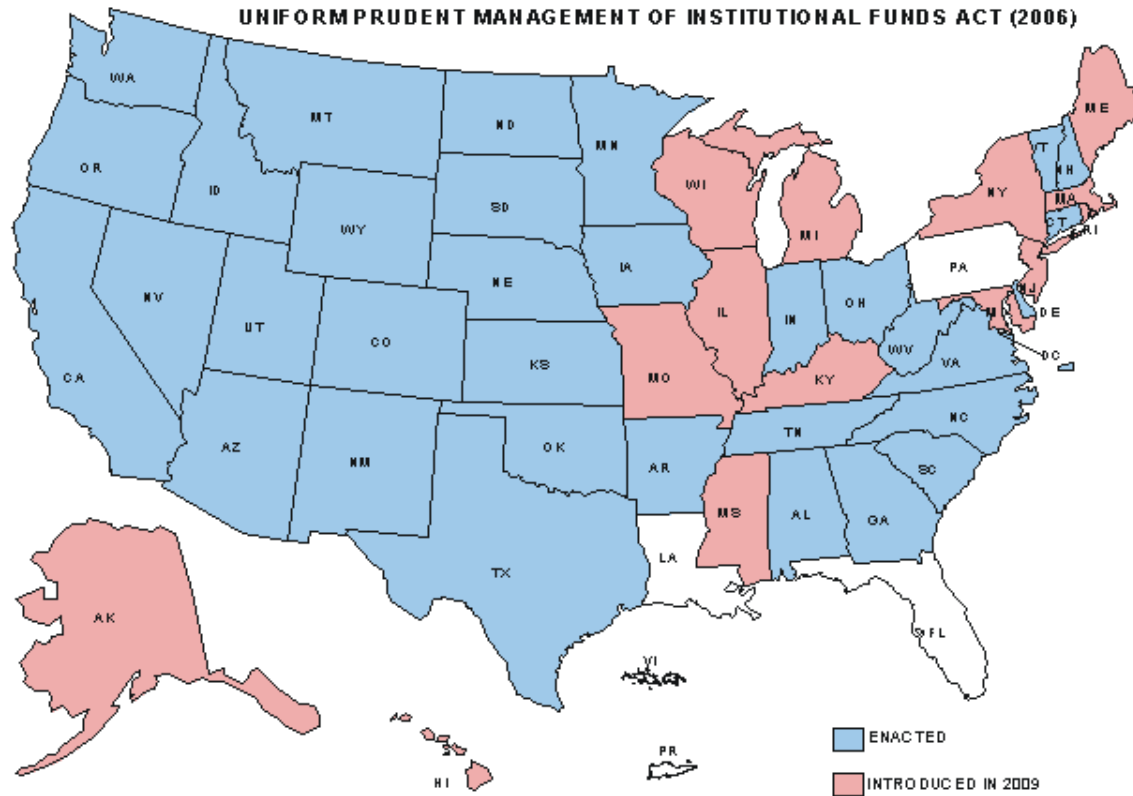 UNIFORM PRUDENT MANAGEMENT OF INSTITUTIONAL FUNDS ACT (2006)
WA
MT
ND
MN
ME
OR
ID
SD
WI
VT
NH
NY
MA
WY
MI
CT
RI
IA
PA
NV
NE
NJ
UT
CO
IL
IN
OH
MD
DE
WV
DC
CA
KS
MO
KY
VA
AZ
NM
OK
TN
NC
AR
SC
MS
AL
GA
LA
TX
FL
AK
VI
ENACTED
PR
HI
INTRODUCED IN 2009